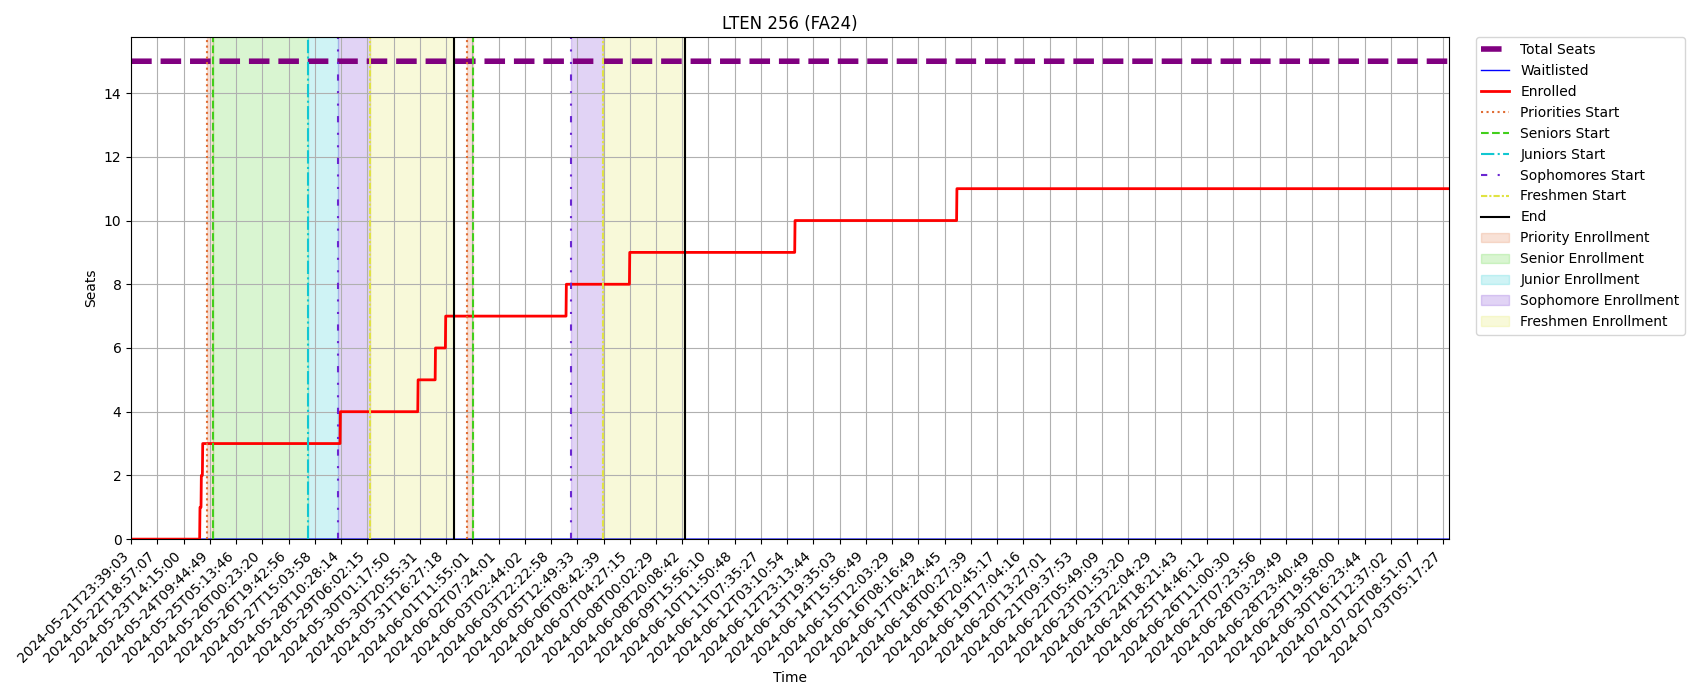 LTEN 256 (FA24)
Total Seats
Waitlisted
Enrolled
Priorities Start
Seniors Start
Juniors Start
Sophomores Start
Freshmen Start
End
Priority Enrollment
Senior Enrollment
Junior Enrollment
Sophomore Enrollment
Freshmen Enrollment
Seats
14
12
10
8
6
4
2
0
2024-05-21T23:39:03
2024-05-22T18:57:07
2024-05-23T14:15:00
2024-05-24T09:44:49
2024-05-25T05:13:46
2024-05-26T00:23:20
2024-05-26T19:42:56
2024-05-27T15:03:58
2024-05-28T10:28:14
2024-05-29T06:02:15
2024-05-30T01:17:50
2024-05-30T20:55:31
2024-05-31T16:27:18
2024-06-01T11:55:01
2024-06-02T07:24:01
2024-06-03T02:44:02
2024-06-03T22:22:58
2024-06-05T12:49:33
2024-06-06T08:42:39
2024-06-07T04:27:15
2024-06-08T00:02:29
2024-06-08T20:08:42
2024-06-09T15:56:10
2024-06-10T11:50:48
2024-06-11T07:35:27
2024-06-12T03:10:54
2024-06-12T23:13:44
2024-06-13T19:35:03
2024-06-14T15:56:49
2024-06-15T12:03:29
2024-06-16T08:16:49
2024-06-17T04:24:45
2024-06-18T00:27:39
2024-06-18T20:45:17
2024-06-19T17:04:16
2024-06-20T13:27:01
2024-06-21T09:37:53
2024-06-22T05:49:09
2024-06-23T01:53:20
2024-06-23T22:04:29
2024-06-24T18:21:43
2024-06-25T14:46:12
2024-06-26T11:00:30
2024-06-27T07:23:56
2024-06-28T03:29:49
2024-06-28T23:40:49
2024-06-29T19:58:00
2024-06-30T16:23:44
2024-07-01T12:37:02
2024-07-02T08:51:07
2024-07-03T05:17:27
Time